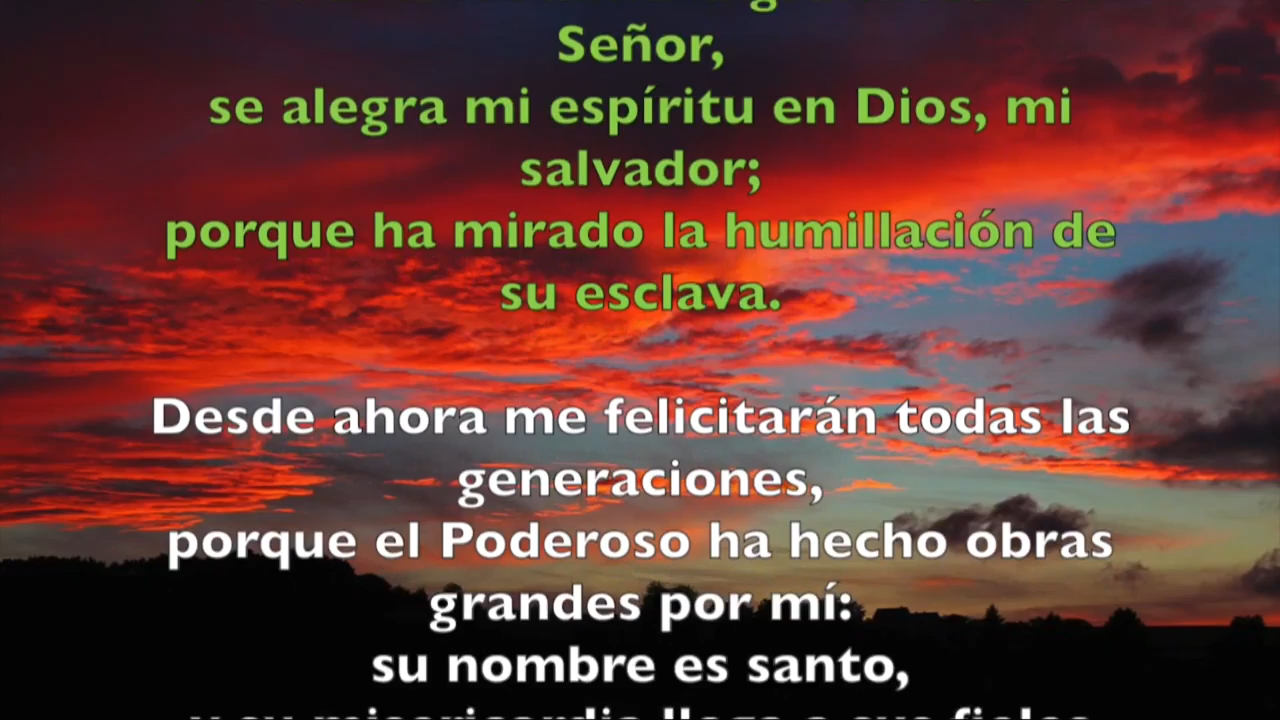 Señor,
se alegra mi espíritu en Dios, mi
salvador;
porque ha mirado la humillación de
su esclava.
Desde ahora me felicitarán todas las
generaciones,
porque el Poderoso ha hecho obras
grandes por mí:
su nombre es santo,